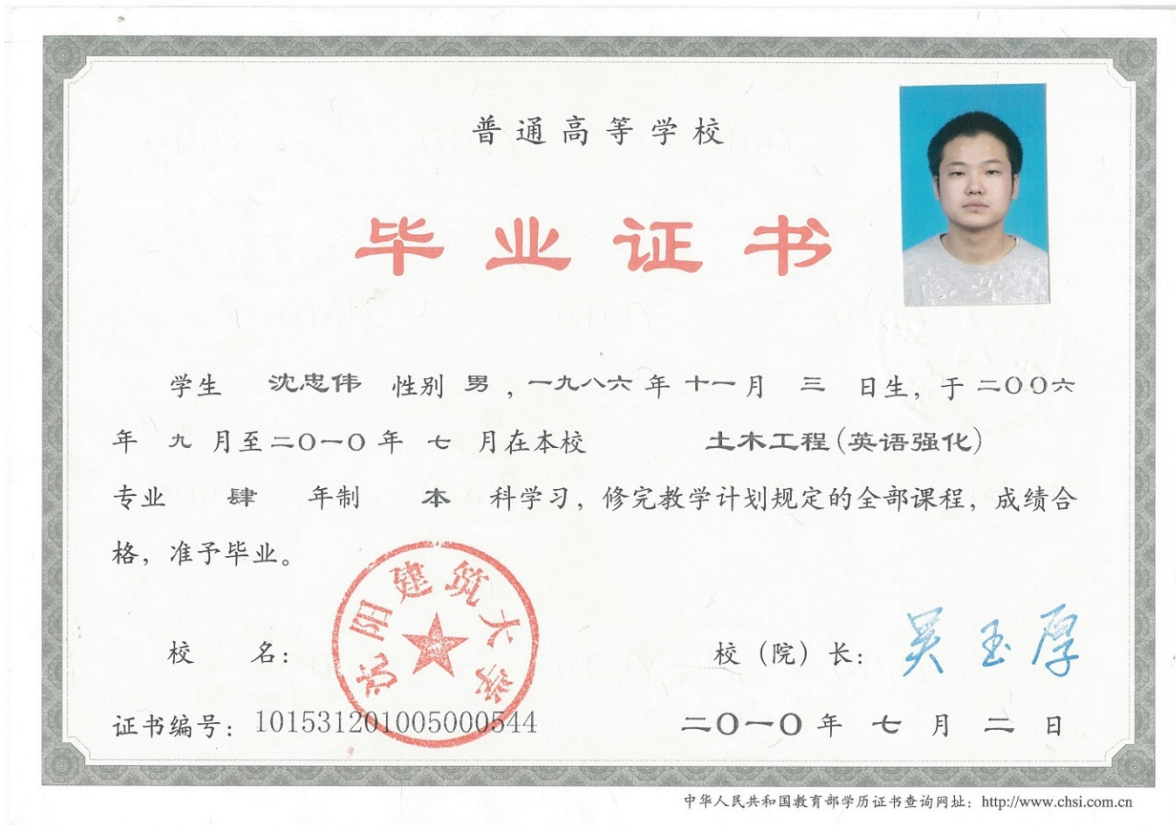 普通高等学校
毕业证书
学生 沈忠伟 性别 男，一九八六 年 十一 月 三 日生，于 二〇〇六
年 九 月至 二〇一〇 年 七 月在本校 土木工程(英语强化)
专业 肆 年制 本 科学习，修完教学计划规定的全部课程，成绩合
格，准予毕业。
沈阳建筑大学
校 名： 校（院）长： 吴玉厚
证书编号：101531201005000544 二〇一〇 年 七 月 二 日
中华人民共和国教育部学历证书查询网址：http://www.chsi.com.cn